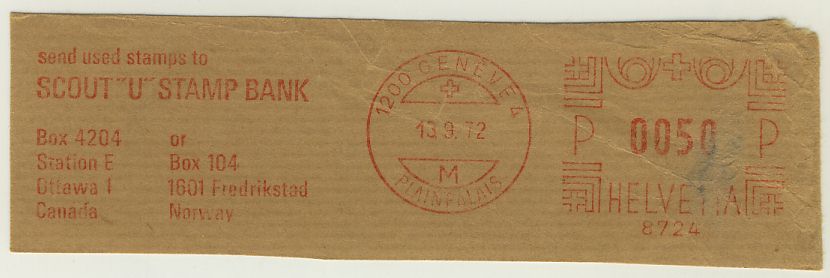 send used stamps to
SCOUT "U" STAMP BANK
Box 4204 or
Station E Box 104
Ottawa 1 1601 Fredrikstad
Canada Norway
1200 GENÈVE 4
13.9.72
M
PLAINPALAIS
P 0050 P
HELVETIA
8724